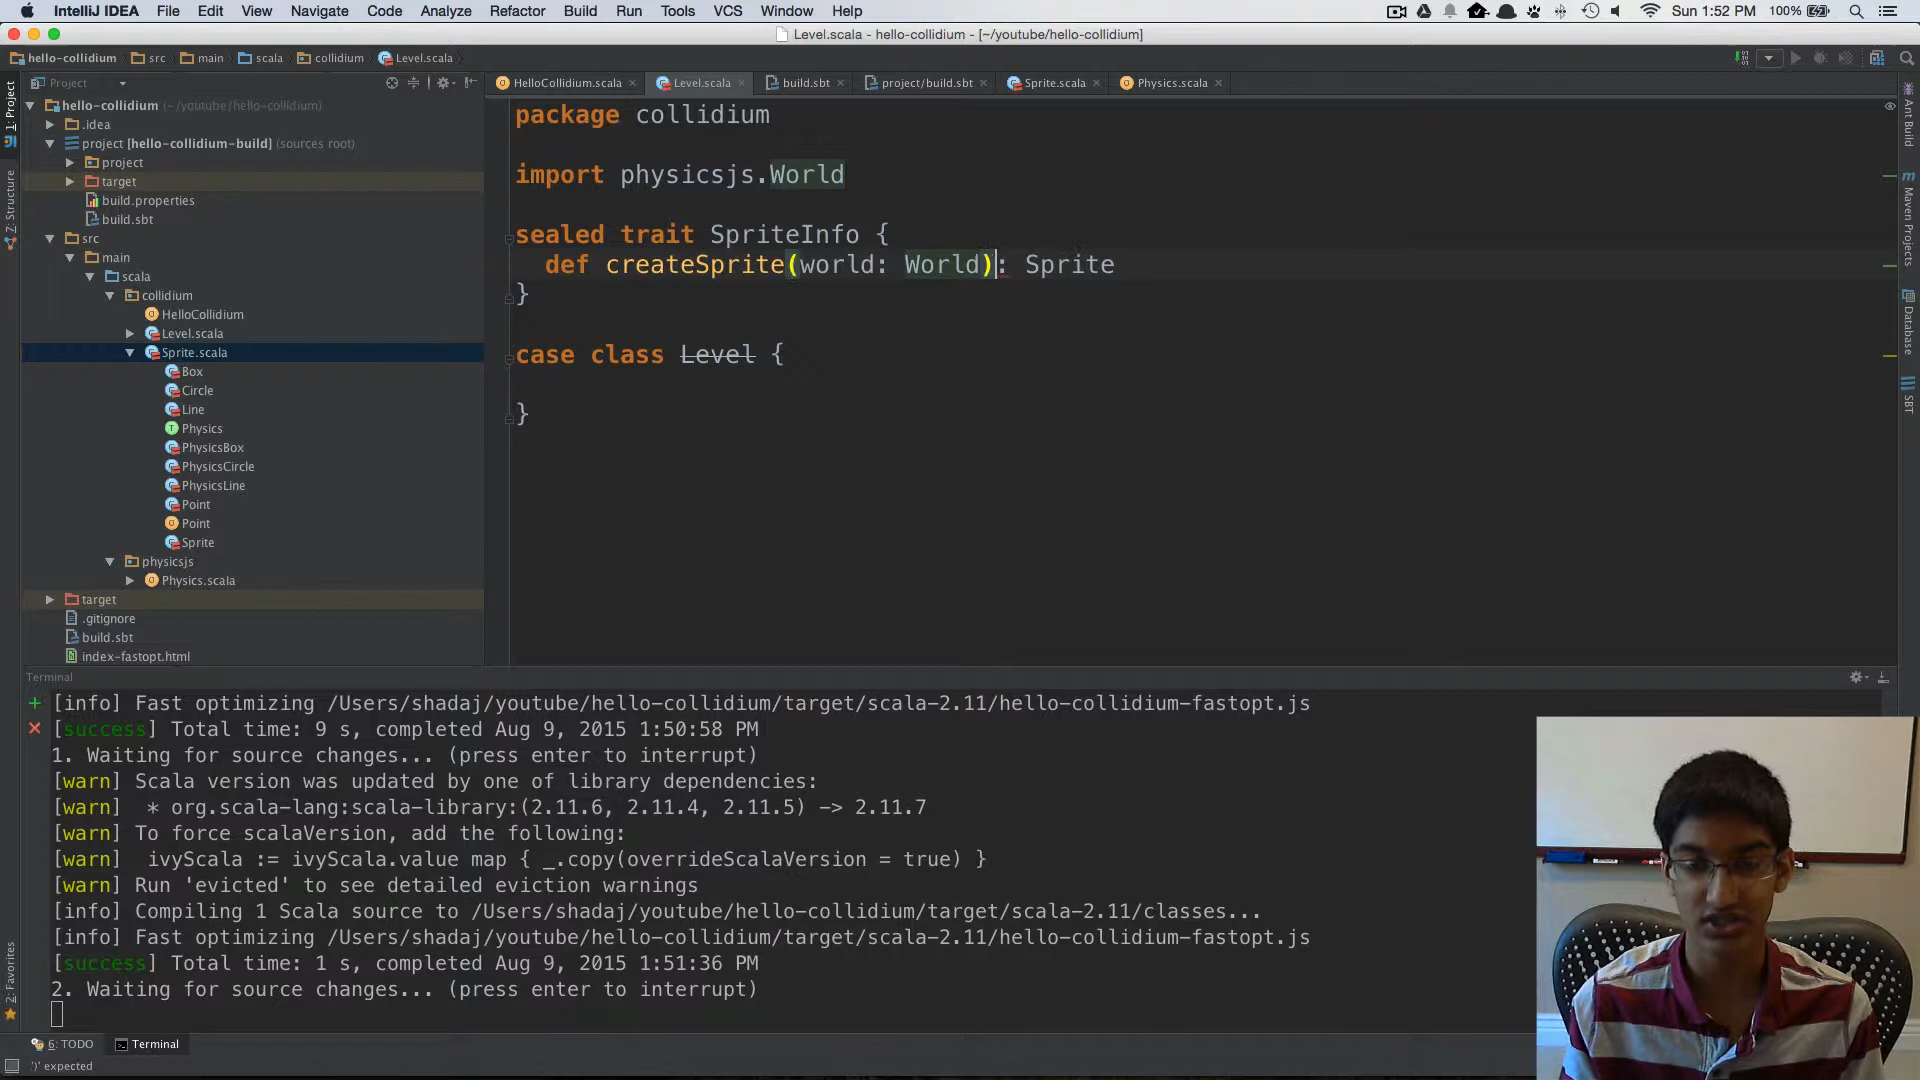 IntelliJ IDEA File Edit View Navigate Code Analyze Refactor Build Run Tools VCS Window Help Sun 1:52 PM 100%
Level.scala - hello-collidium - [~/youtube/hello-collidium]
hello-collidium src main scala collidium Level.scala
Project
HelloCollidium.scala Level.scala build.sbt project/build.sbt Sprite.scala Physics.scala
1: Project
Z: Structure
2: Favorites
hello-collidium (~/youtube/hello-collidium)
.idea
project [hello-collidium-build] (sources root)
project
target
build.properties
build.sbt
src
main
scala
collidium
HelloCollidium
Level.scala
Sprite.scala
Box
Circle
Line
Physics
PhysicsBox
PhysicsCircle
PhysicsLine
Point
Point
Sprite
physicsjs
Physics.scala
target
.gitignore
build.sbt
index-fastopt.html
package collidium
import physicsjs.World
sealed trait SpriteInfo {
def createSprite(world: World): Sprite
}
case class Level {
}
Ant Build
Maven Projects
Database
SBT
Terminal
[info] Fast optimizing /Users/shadaj/youtube/hello-collidium/target/scala-2.11/hello-collidium-fastopt.js
[success] Total time: 9 s, completed Aug 9, 2015 1:50:58 PM
1. Waiting for source changes... (press enter to interrupt)
[warn] Scala version was updated by one of library dependencies:
[warn] * org.scala-lang:scala-library:(2.11.6, 2.11.4, 2.11.5) -> 2.11.7
[warn] To force scalaVersion, add the following:
[warn] ivyScala := ivyScala.value map { _.copy(overrideScalaVersion = true) }
[warn] Run 'evicted' to see detailed eviction warnings
[info] Compiling 1 Scala source to /Users/shadaj/youtube/hello-collidium/target/scala-2.11/classes...
[info] Fast optimizing /Users/shadaj/youtube/hello-collidium/target/scala-2.11/hello-collidium-fastopt.js
[success] Total time: 1 s, completed Aug 9, 2015 1:51:36 PM
2. Waiting for source changes... (press enter to interrupt)
6: TODO Terminal
')' expected